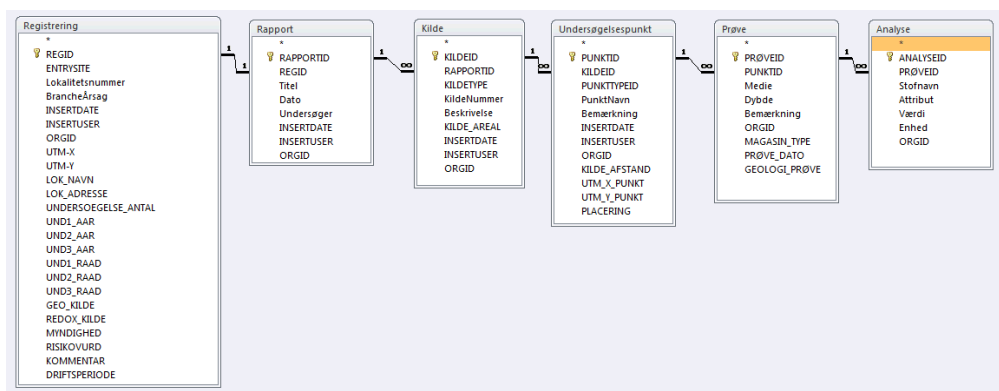 Registrering
*
REGID
ENTRYSITE
Lokalitetsnummer
BrancheÅrsag
INSERTDATE
INSERTUSER
ORGID
UTM-X
UTM-Y
LOK_NAVN
LOK_ADRESSE
UNDERSOEGELSE_ANTAL
UND1_AAR
UND2_AAR
UND3_AAR
UND1_RAAD
UND2_RAAD
UND3_RAAD
GEO_KILDE
REDOX_KILDE
MYNDIGHED
RISIKOVURD
KOMMENTAR
DRIFTSPERIODE
1
1
Rapport
*
RAPPORTID
REGID
Titel
Dato
Undersøger
INSERTDATE
INSERTUSER
ORGID
1
∞
Kilde
*
KILDEID
RAPPORTID
KILDETYPE
KildeNummer
Beskrivelse
KILDE_AREAL
INSERTDATE
INSERTUSER
ORGID
1
∞
Undersøgelsespunkt
*
PUNKTID
KILDEID
PUNKTTYPEID
PunktNavn
Bemærkning
INSERTDATE
INSERTUSER
ORGID
KILDE_AFSTAND
UTM_X_PUNKT
UTM_Y_PUNKT
PLACERING
1
∞
Prøve
*
PRØVEID
PUNKTID
Medie
Dybde
Bemærkning
ORGID
MAGASIN_TYPE
PRØVE_DATO
GEOLOGI_PRØVE
1
∞
Analyse
*
ANALYSEID
PRØVEID
Stofnavn
Attribut
Værdi
Enhed
ORGID